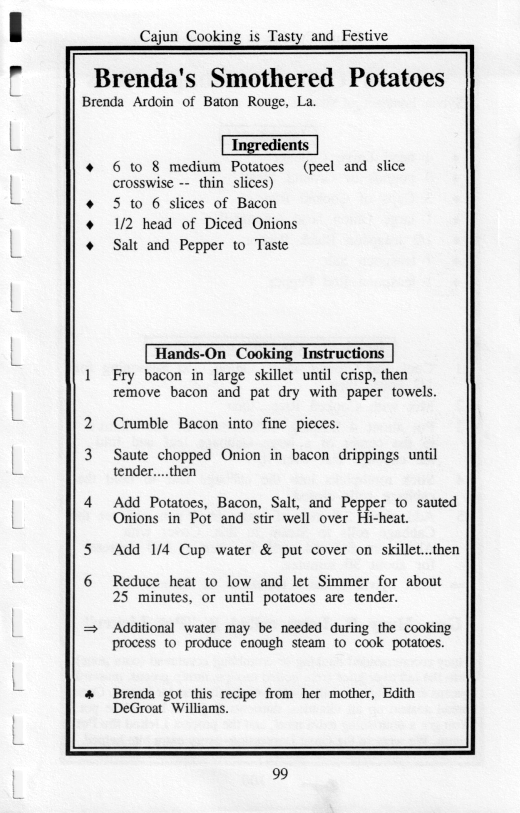 Cajun Cooking is Tasty and Festive
Brenda's Smothered Potatoes
Brenda Ardoin of Baton Rouge, La.
Ingredients
♦ 6 to 8 medium Potatoes (peel and slice
crosswise -- thin slices)
♦ 5 to 6 slices of Bacon
♦ 1/2 head of Diced Onions
♦ Salt and Pepper to Taste
Hands-On Cooking Instructions
1 Fry bacon in large skillet until crisp, then
remove bacon and pat dry with paper towels.
2 Crumble Bacon into fine pieces.
3 Saute chopped Onion in bacon drippings until
tender....then
4 Add Potatoes, Bacon, Salt, and Pepper to sauted
Onions in Pot and stir well over Hi-heat.
5 Add 1/4 Cup water & put cover on skillet...then
6 Reduce heat to low and let Simmer for about
25 minutes, or until potatoes are tender.
⇒ Additional water may be needed during the cooking
process to produce enough steam to cook potatoes.
♣ Brenda got this recipe from her mother, Edith
DeGroat Williams.
99